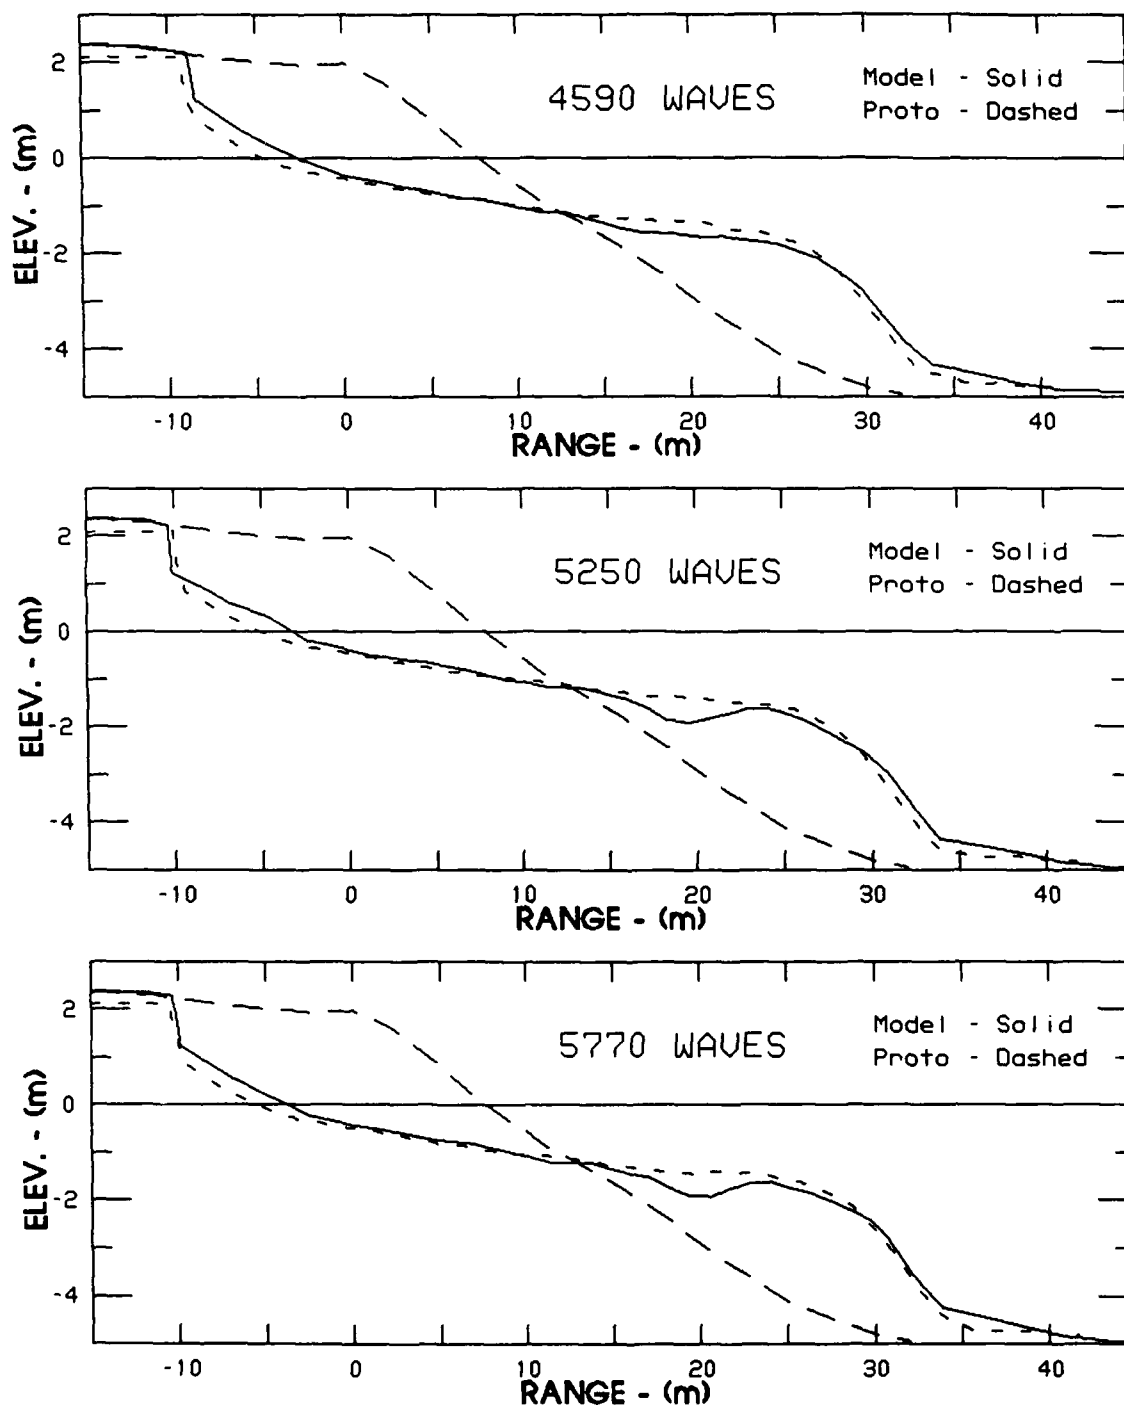 4590 WAVES
Model - Solid
Proto - Dashed
ELEV. - (m)
2
0
-2
-4
-10 0 10 20 30 40
RANGE - (m)
5250 WAVES
Model - Solid
Proto - Dashed
ELEV. - (m)
2
0
-2
-4
-10 0 10 20 30 40
RANGE - (m)
5770 WAVES
Model - Solid
Proto - Dashed
ELEV. - (m)
2
0
-2
-4
-10 0 10 20 30 40
RANGE - (m)